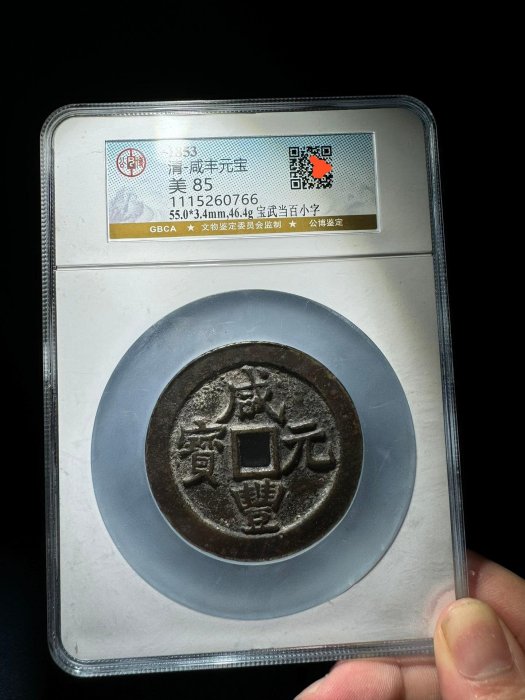 1853
清-咸丰元宝
美 85
1115260766
55.0*3.4mm,46.4g 宝武当百小字
GBCA ★ 文物鉴定委员会监制 ★ 公博鉴定
咸
寶 元
豐